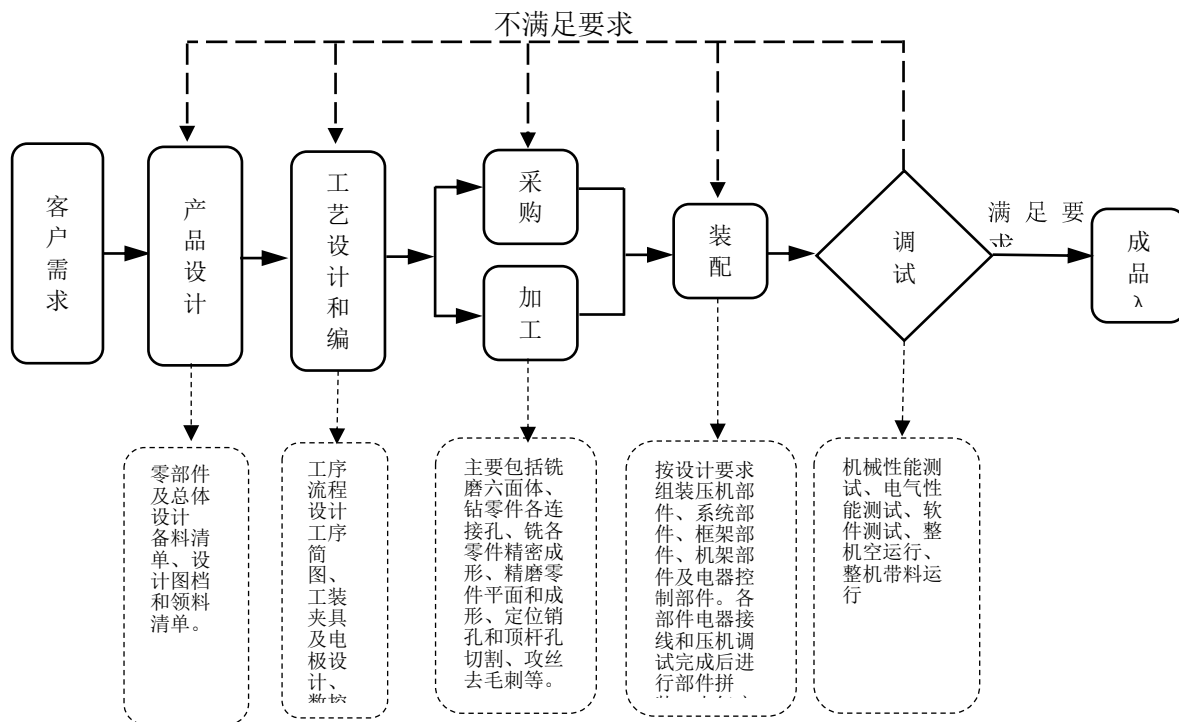 不满足要求
客
户
需
求
产
品
设
计
工
艺
设
计
和
编
采
购
加
工
装
配
调
试
满 足 要
求
成
品
λ
零部件
及总体
设计
备料清
单、设
计图档
和领料
清单。
工序
流程
设计
工序
简
图、
工装
夹具
及电
极设
计、
数控
主要包括铣
磨六面体、
钻零件各连
接孔、铣各
零件精密成
形、精磨零
件平面和成
形、定位销
孔和顶杆孔
切割、攻丝
去毛刺等。
按设计要求
组装压机部
件、系统部
件、框架部
件、机架部
件及电器控
制部件。各
部件电器接
线和压机调
试完成后进
行部件拼
机械性能测
试、电气性
能测试、软
件测试、整
机空运行、
整机带料运
行